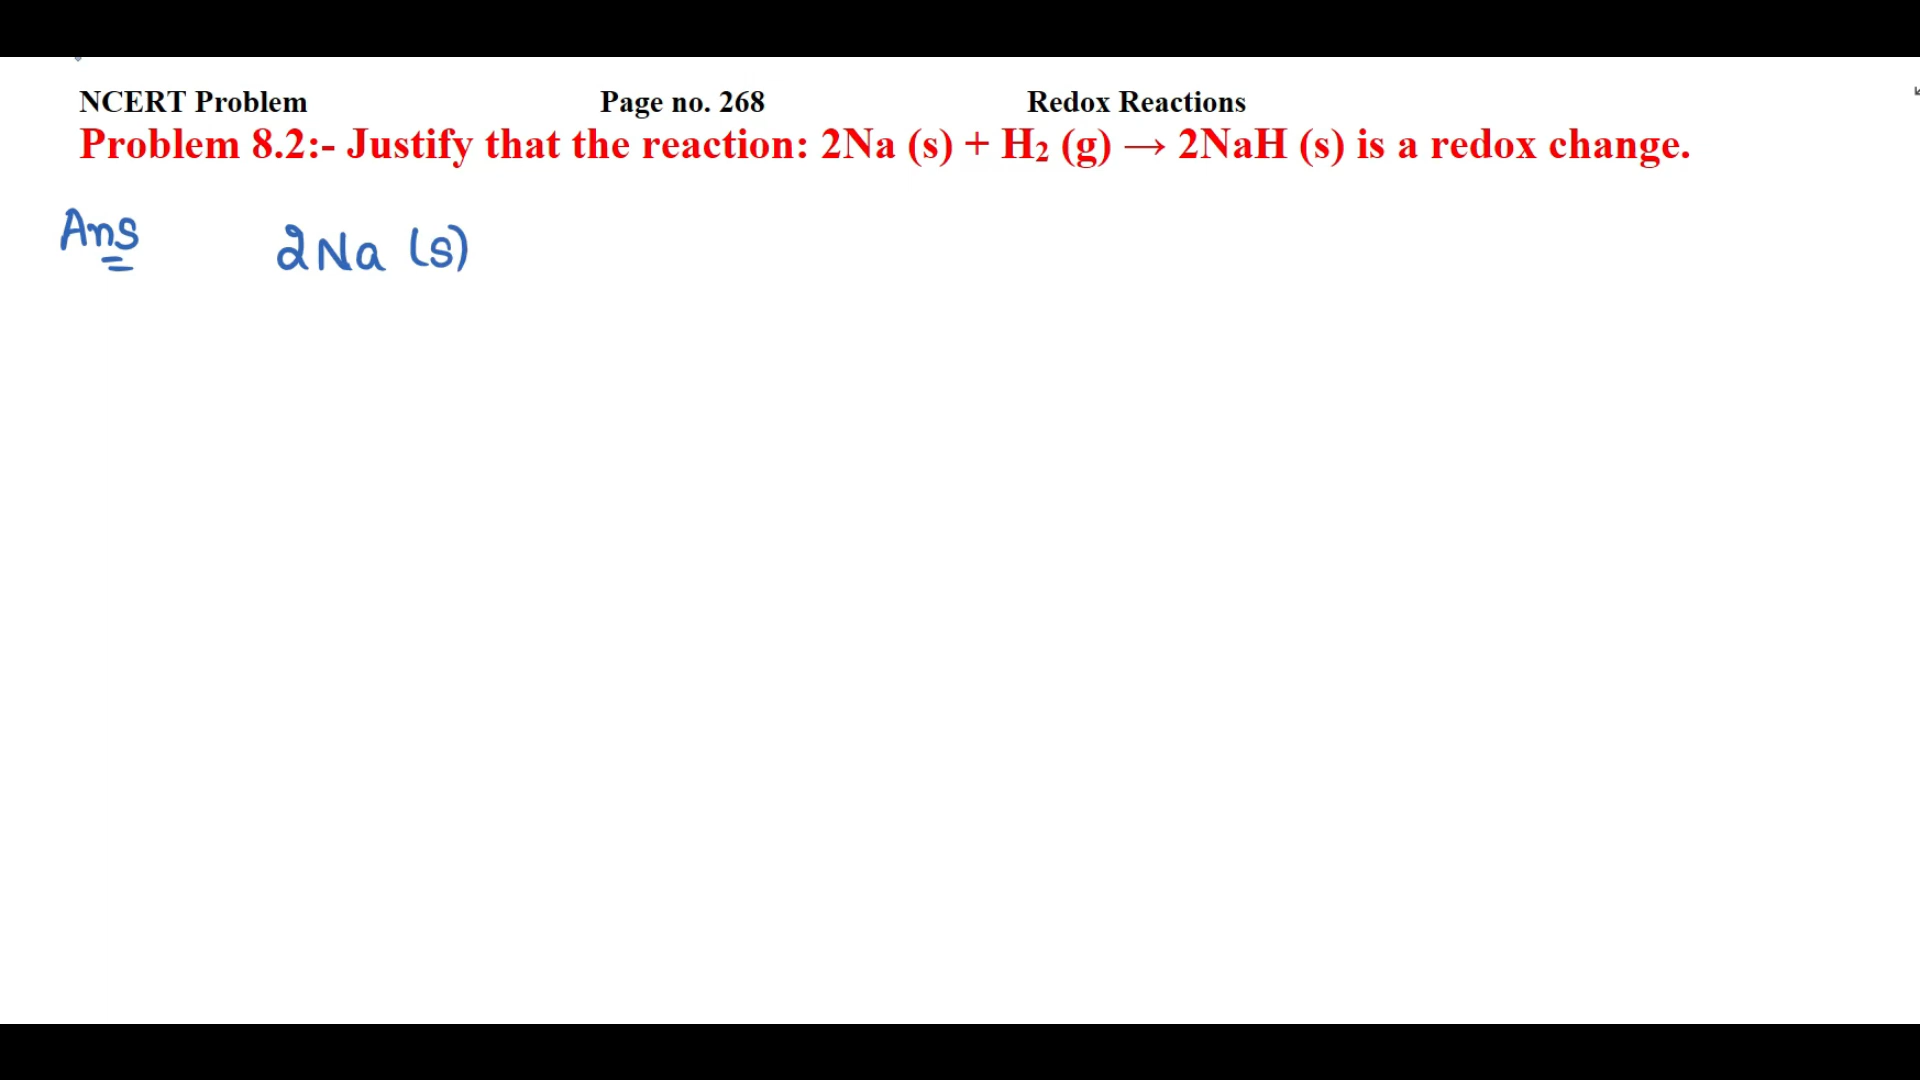 NCERT Problem Page no. 268 Redox Reactions
Problem 8.2:- Justify that the reaction: 2Na (s) + H₂ (g) → 2NaH (s) is a redox change.
Ans 2Na (s)